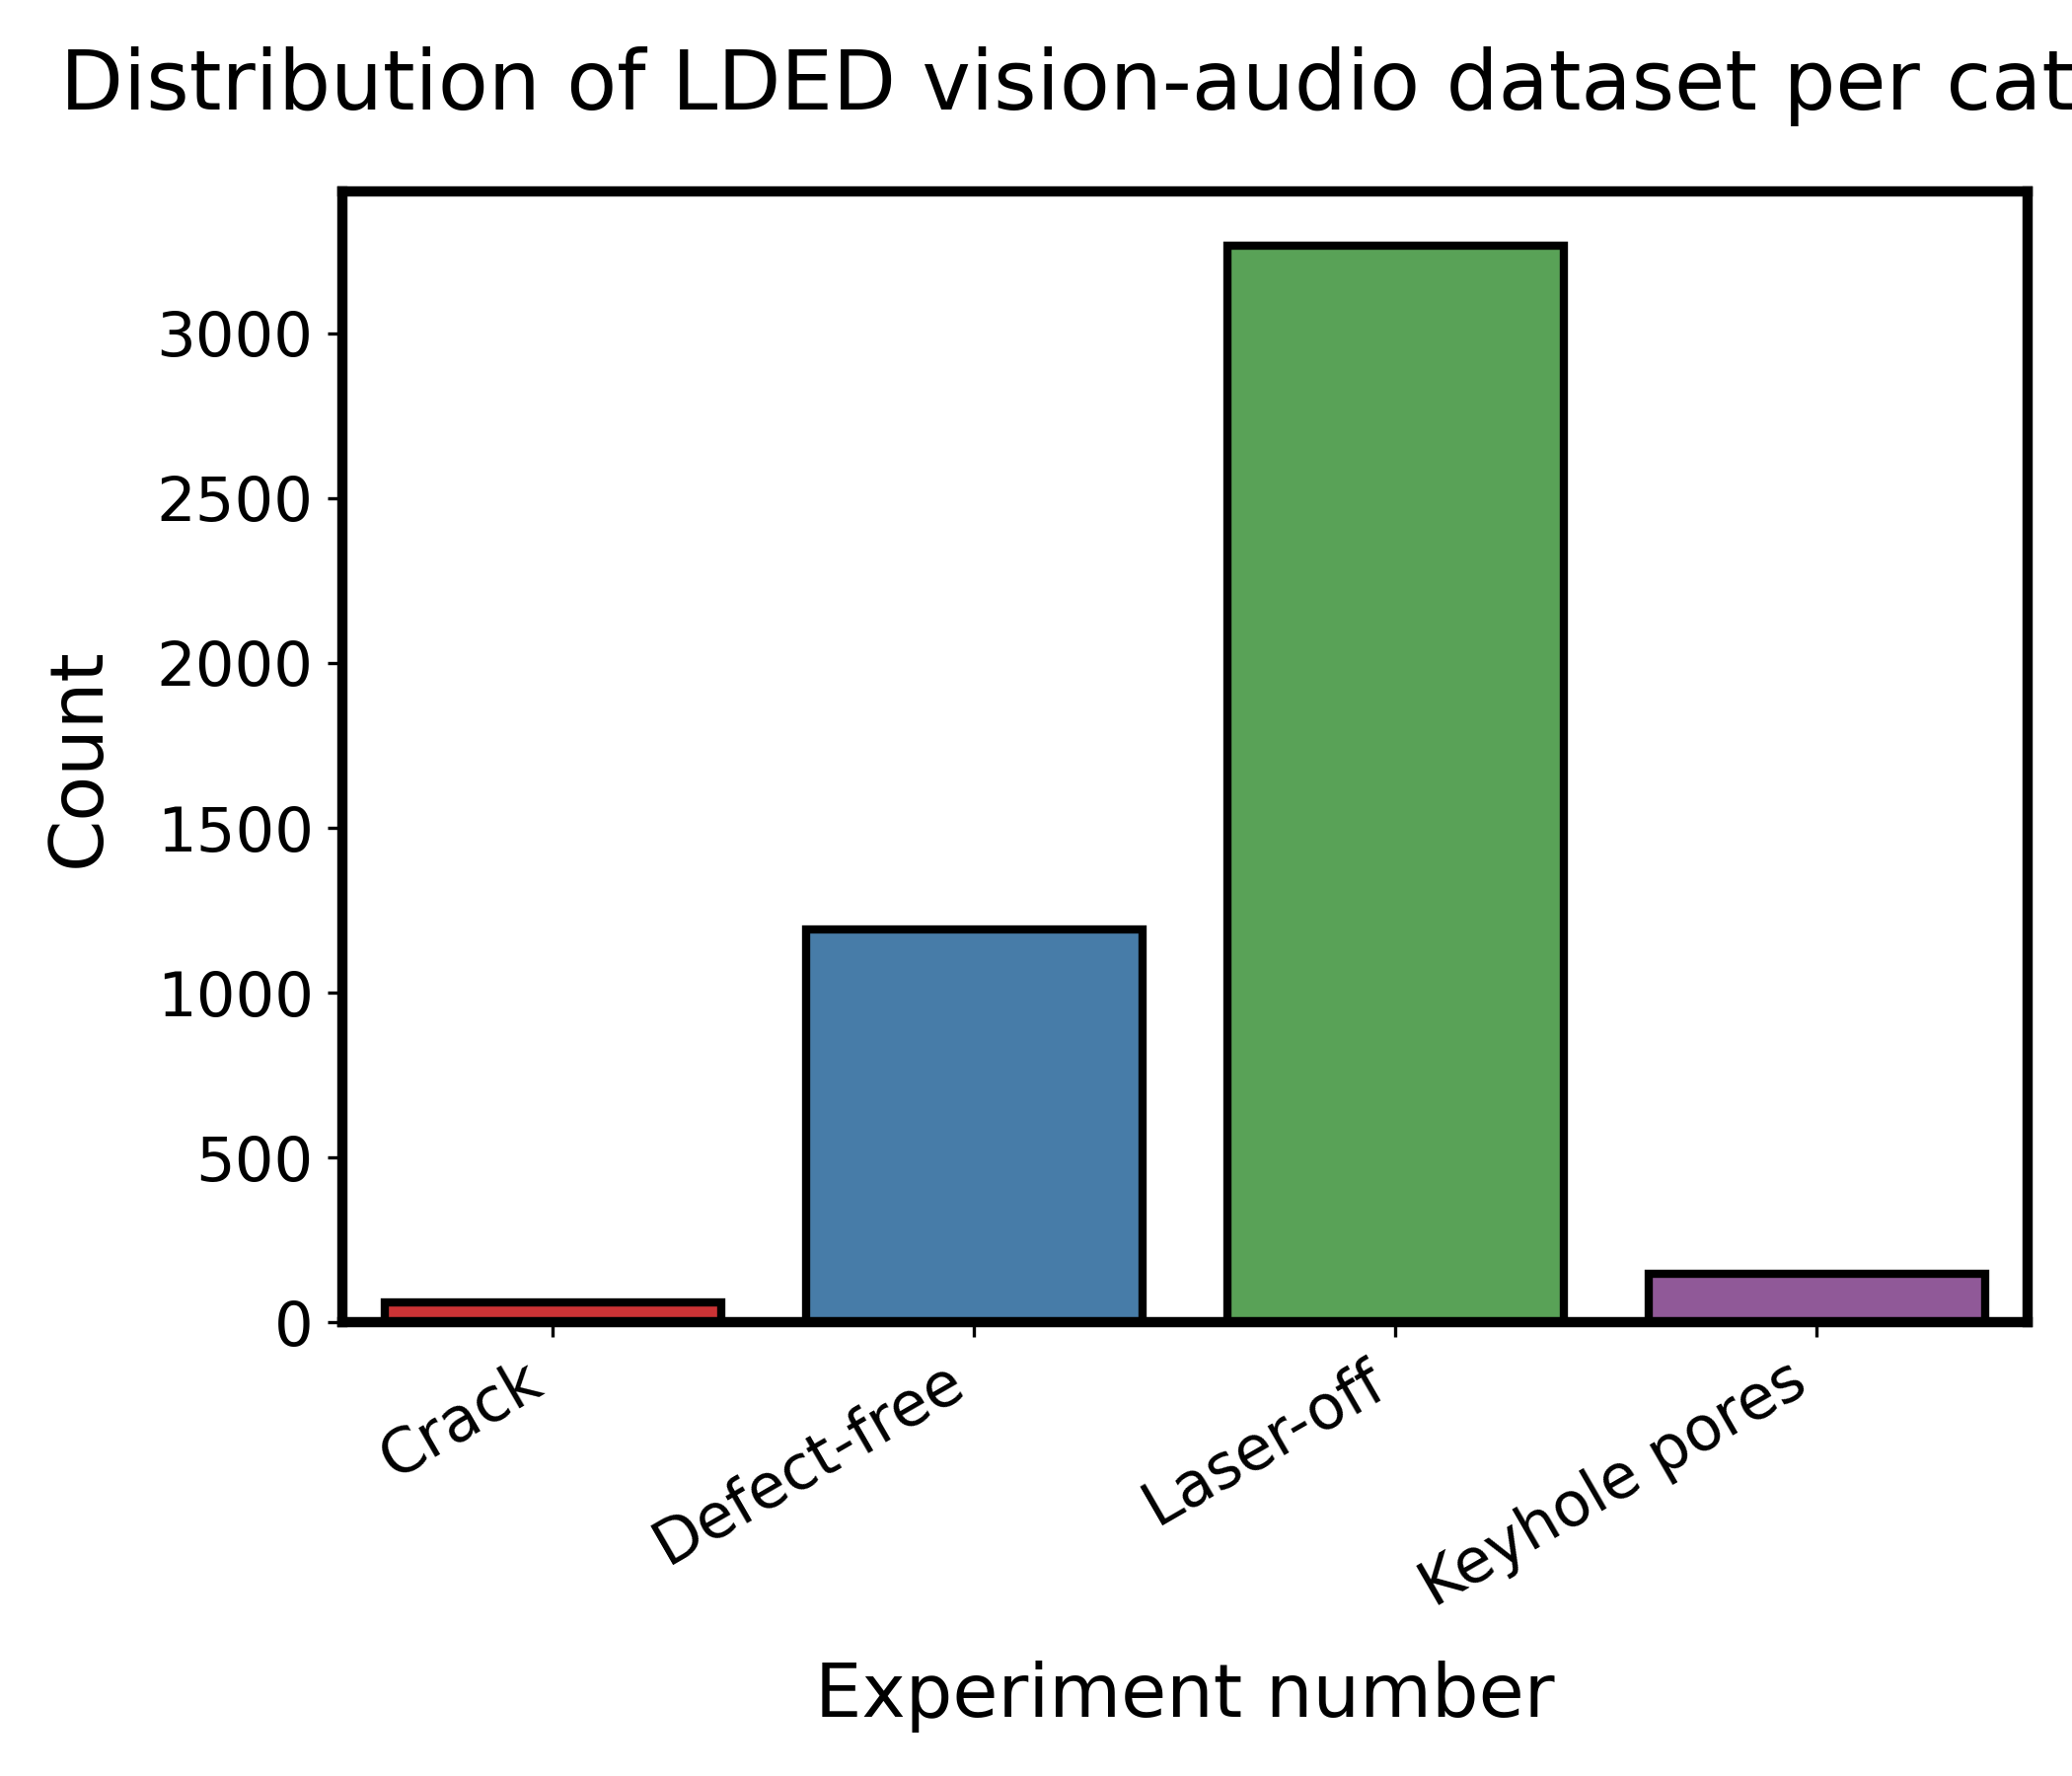 Distribution of LDED vision-audio dataset per cat
3000
2500
2000
1500
1000
500
0
Count
Crack
Defect-free
Laser-off
Keyhole pores
Experiment number